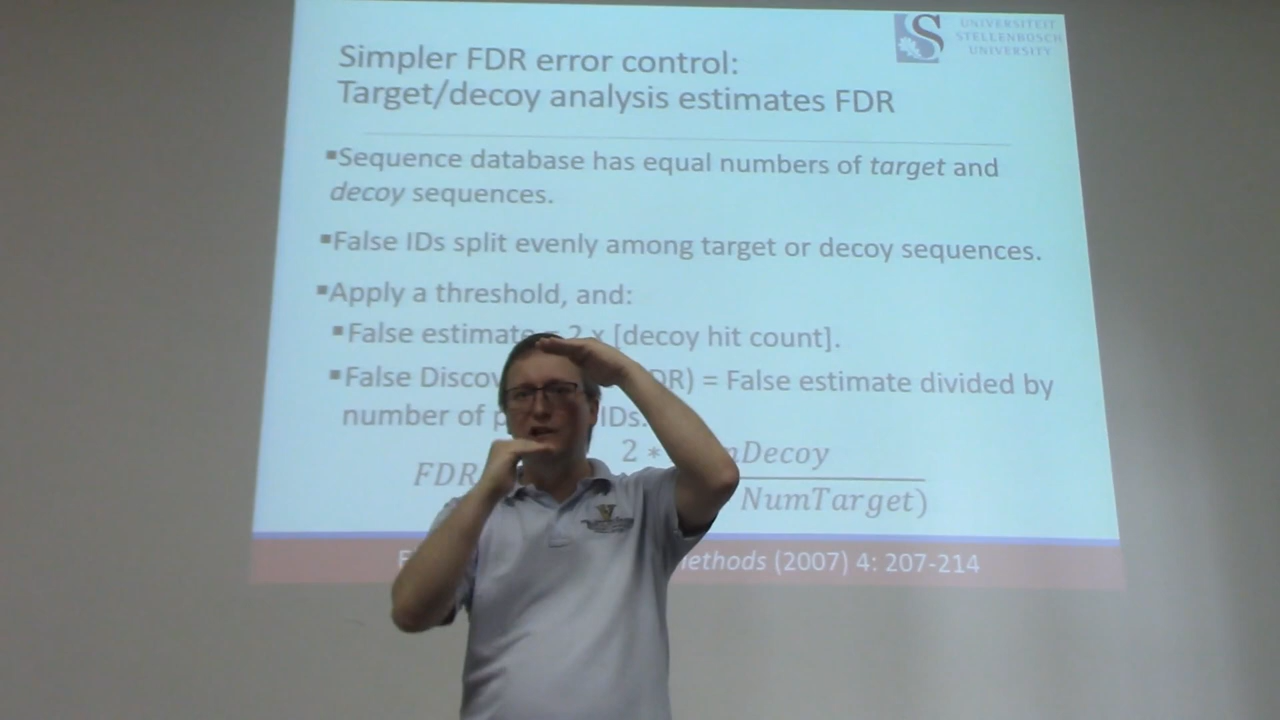 UNIVERSITEIT
STELLENBOSCH
UNIVERSITY
Simpler FDR error control:
Target/decoy analysis estimates FDR
▪Sequence database has equal numbers of target and
decoy sequences.
▪False IDs split evenly among target or decoy sequences.
▪Apply a threshold, and:
▪False estimate = 2 x [decoy hit count].
▪False DR) = False estimate divided by
number of IDs.
2 * Decoy
FDR
NumTarget)
(2007) 4: 207-214